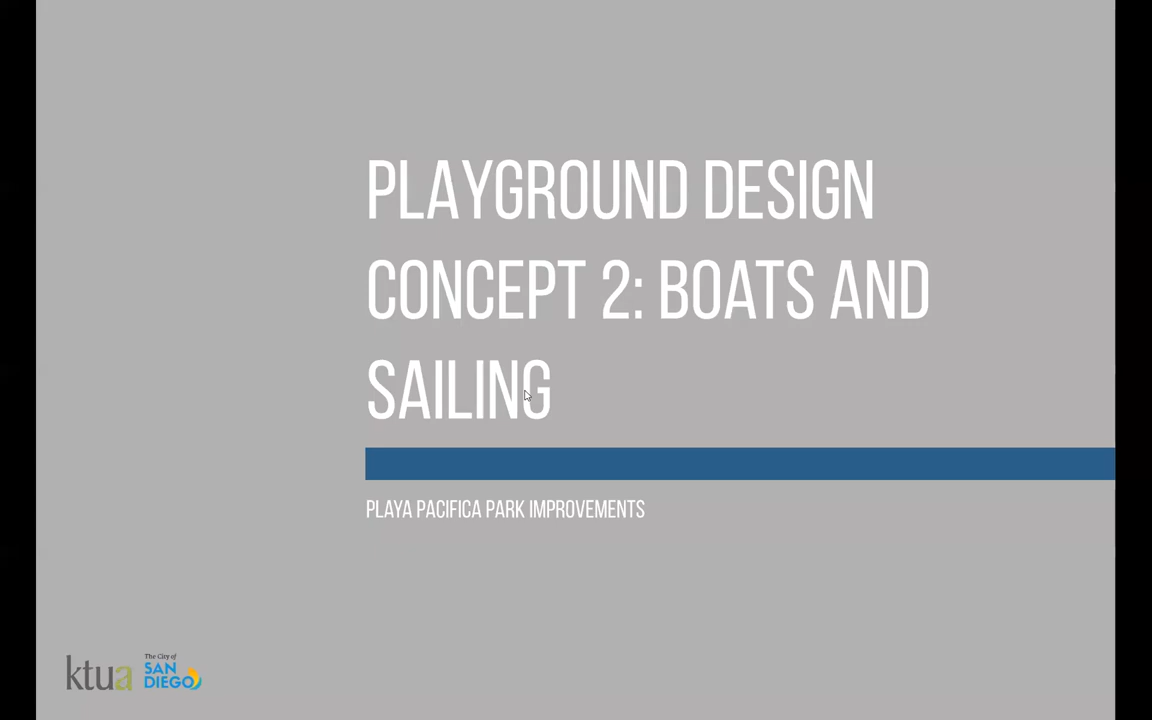 PLAYGROUND DESIGN
CONCEPT 2: BOATS AND
SAILING
PLAYA PACIFICA PARK IMPROVEMENTS
ktua
The City of
SAN
DIEGO